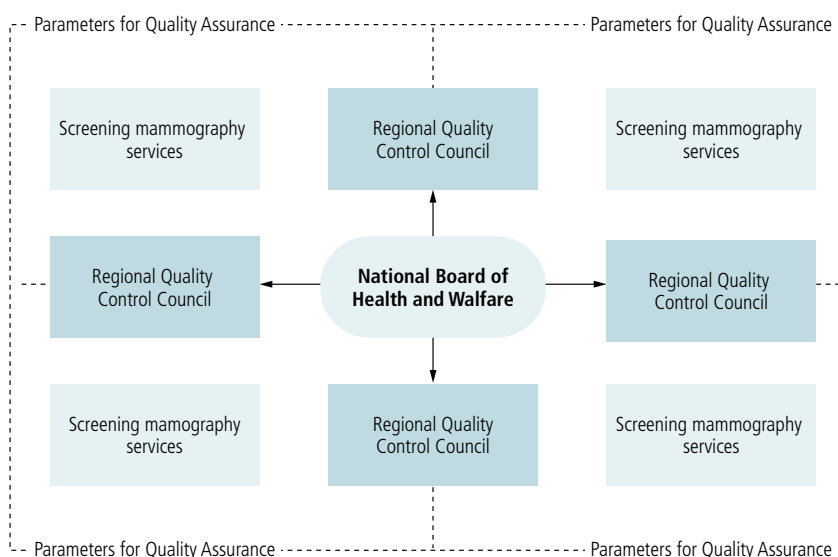 Parameters for Quality Assurance
Parameters for Quality Assurance
Screening mammography
services
Regional Quality
Control Council
Screening mammography
services
Regional Quality
Control Council
National Board of
Health and Walfare
Regional Quality
Control Council
Screening mamography
services
Regional Quality
Control Council
Screening mammography
services
Parameters for Quality Assurance
Parameters for Quality Assurance